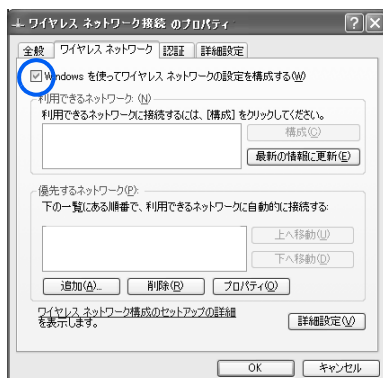 ワイヤレス ネットワーク接続 のプロパティ
全般 ワイヤレス ネットワーク 認証 詳細設定
Windows を使ってワイヤレス ネットワークの設定を構成する(W)
利用できるネットワーク: (N)
利用できるネットワークに接続するには、[構成] をクリックしてください。
構成(C)
最新の情報に更新(E)
優先するネットワーク(P):
下の一覧にある順番で、利用できるネットワークに自動的に接続する:
上へ移動(U)
下へ移動(D)
追加(A)... 削除(R) プロパティ(O)
ワイヤレス ネットワーク構成のセットアップの詳細
を表示します。
詳細設定(V)
OK キャンセル